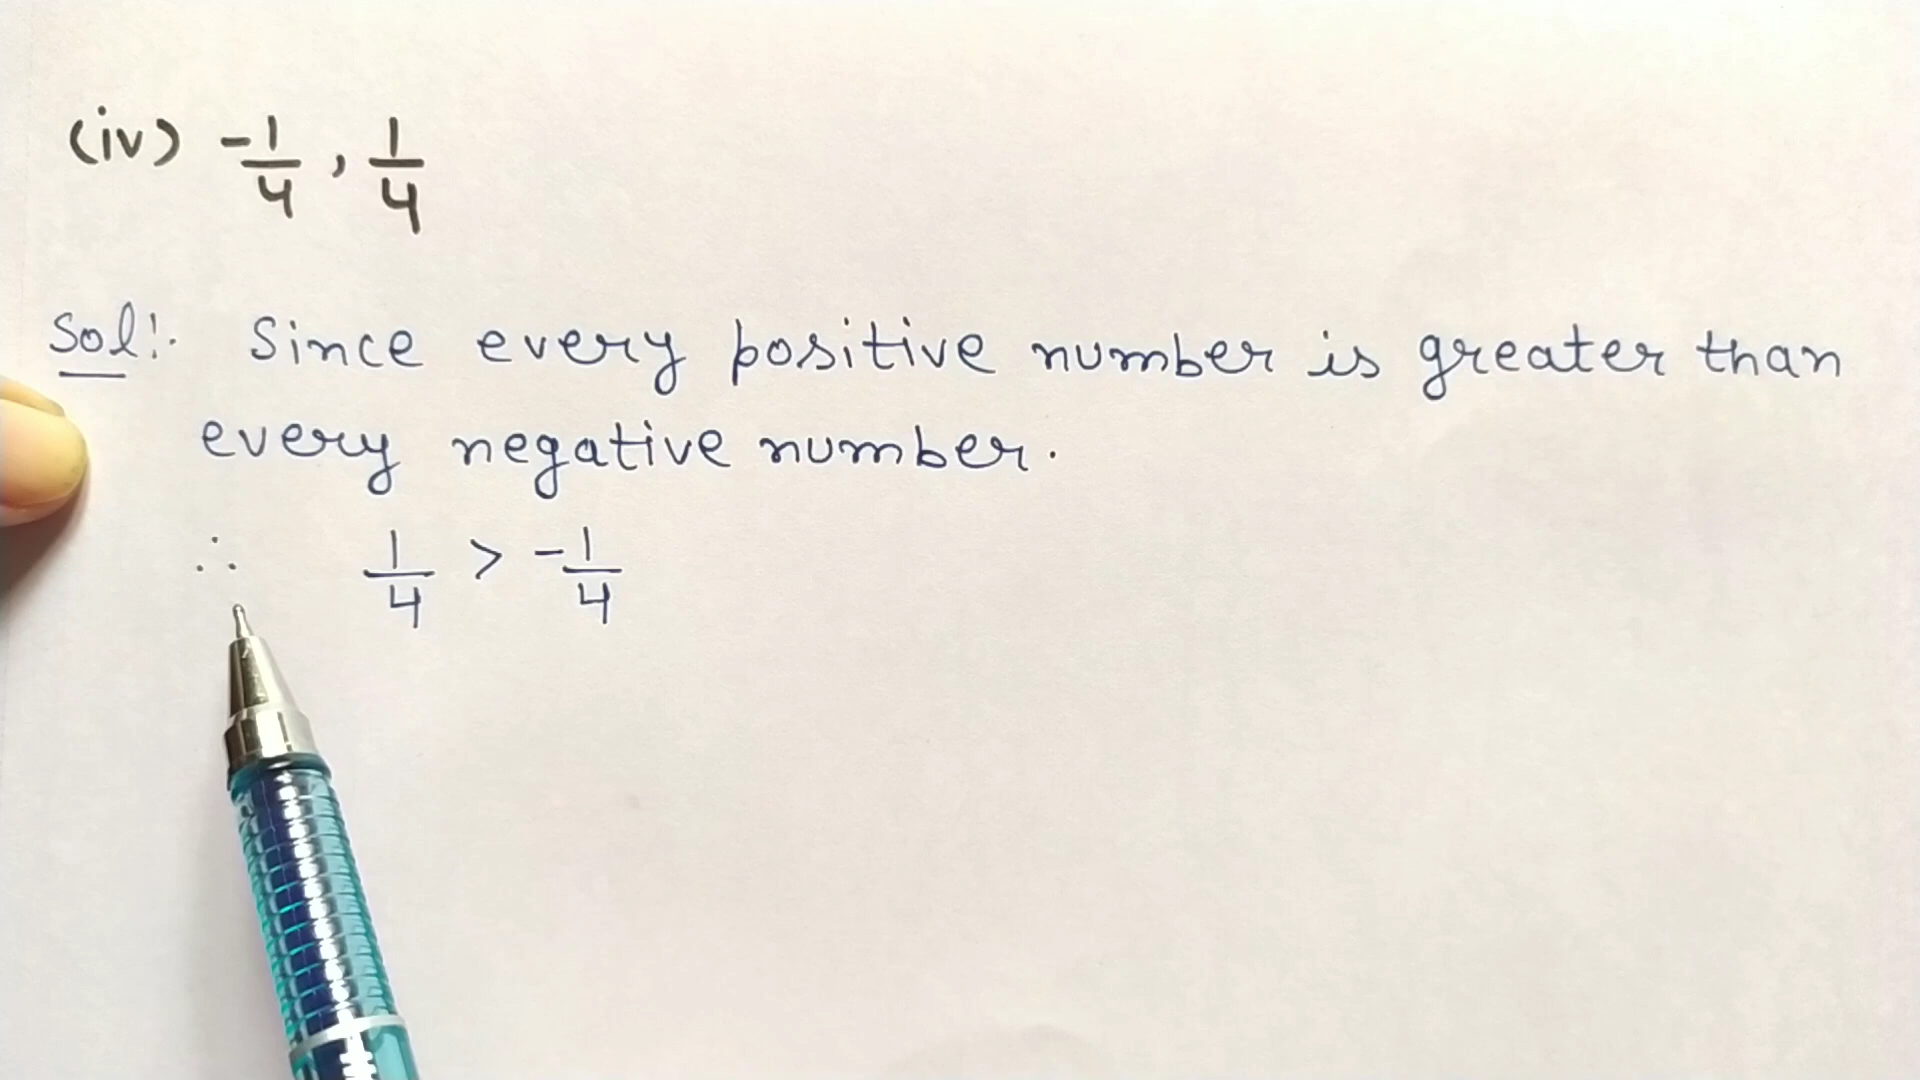 (iv) -1/4 , 1/4
Sol:. Since every positive number is greater than
every negative number.
∴ 1/4 > -1/4